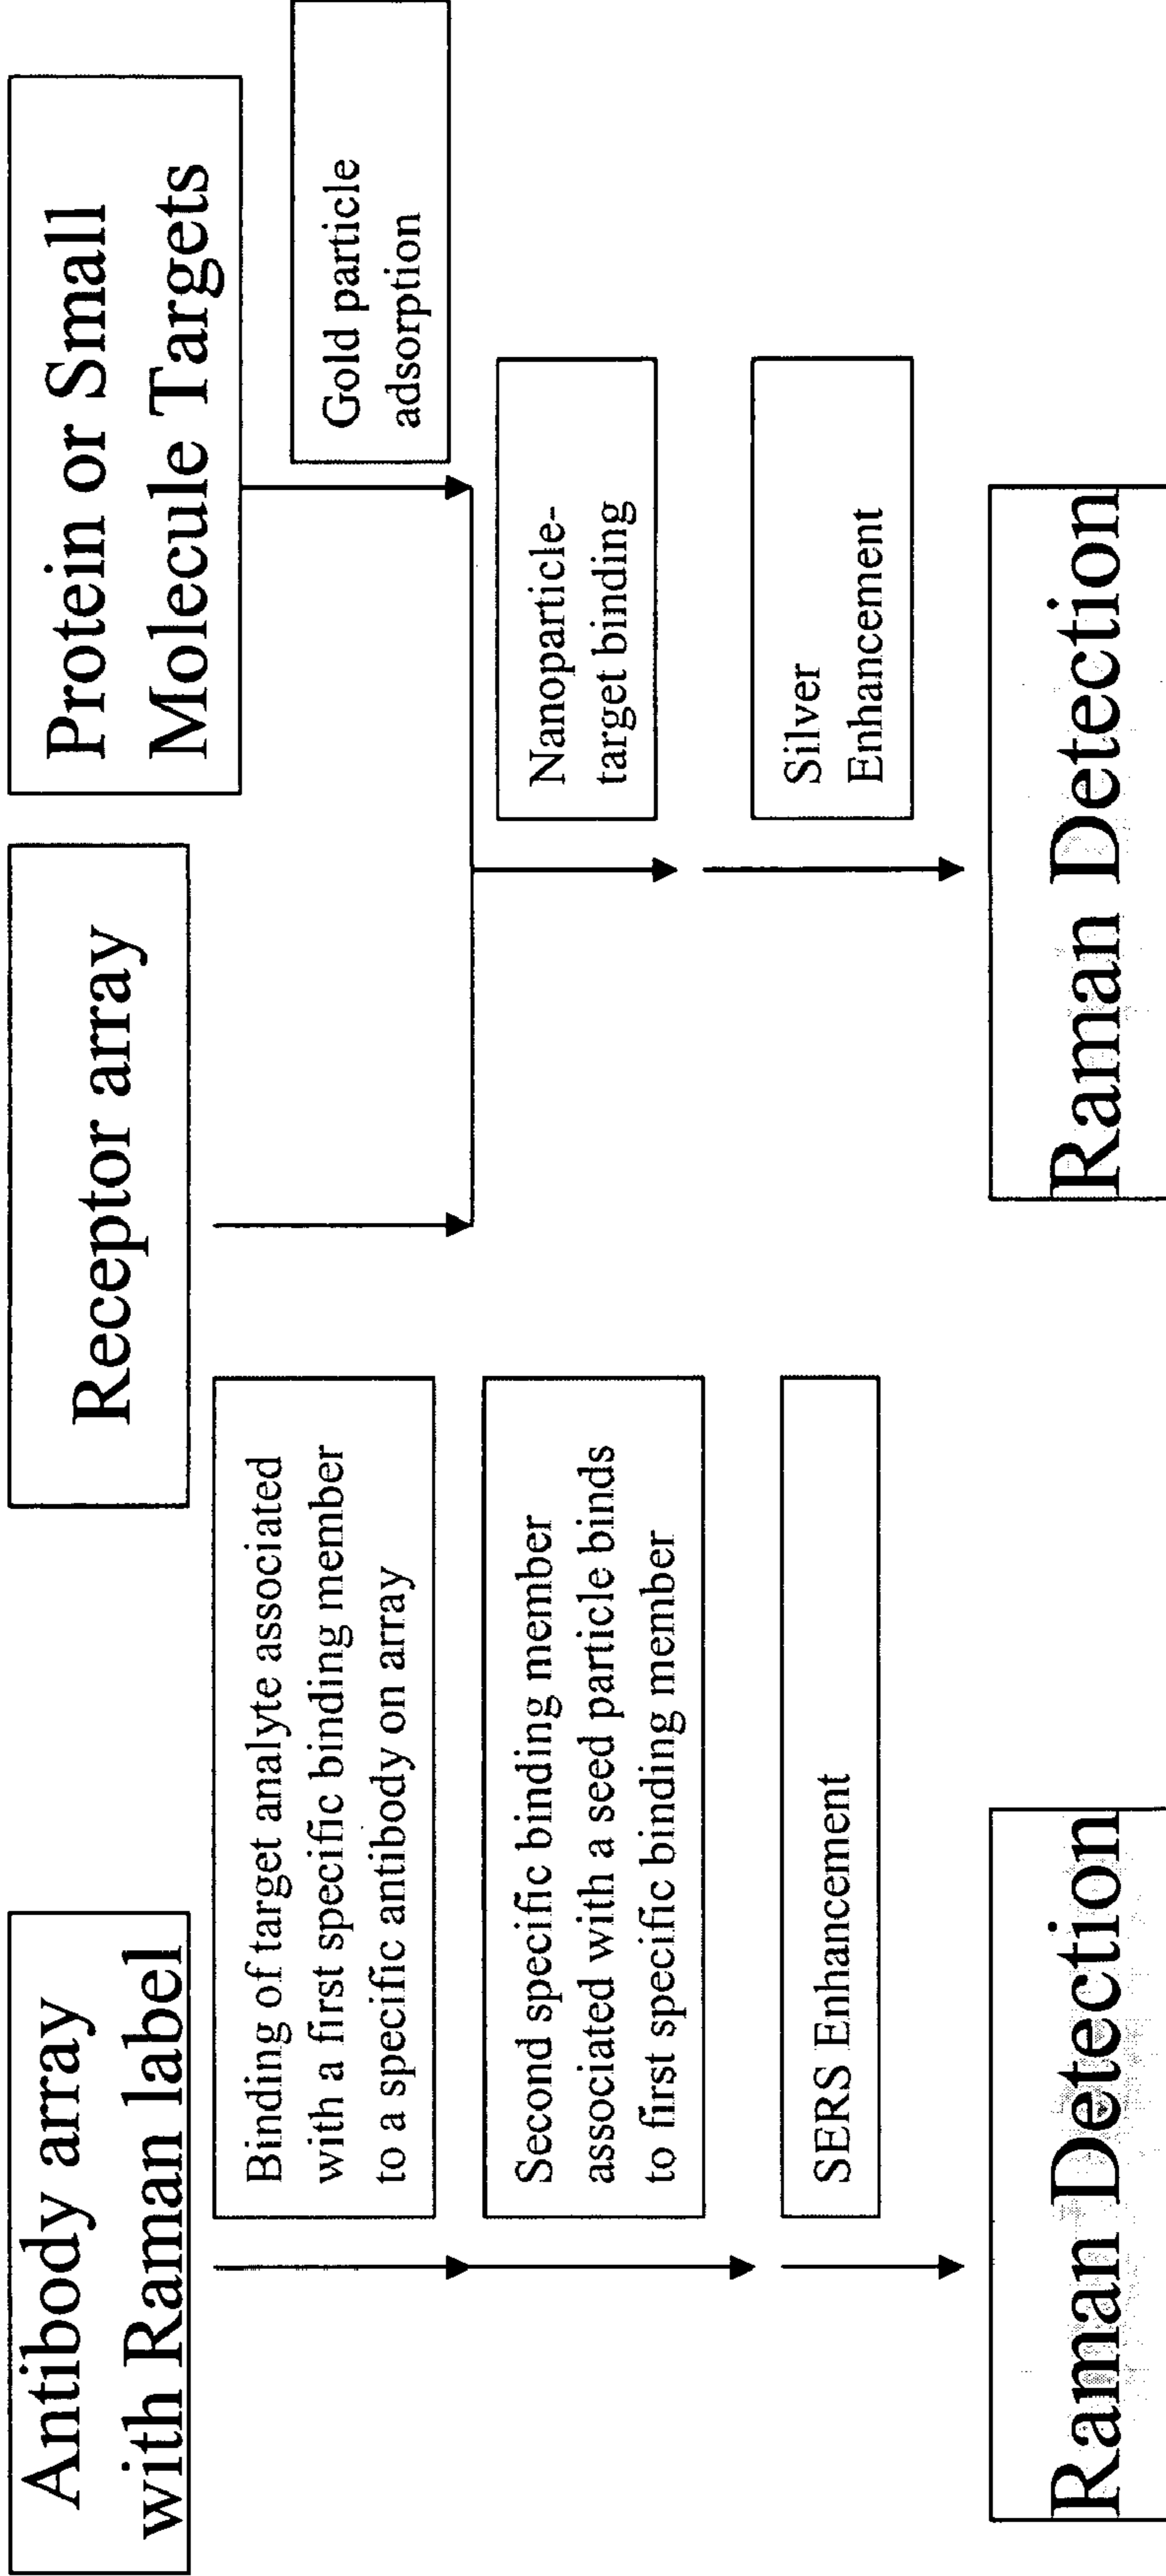 Antibody array
with Raman label
Binding of target analyte associated
with a first specific binding member
to a specific antibody on array
Second specific binding member
associated with a seed particle binds
to first specific binding member
SERS Enhancement
Raman Detection
Receptor array
Protein or Small
Molecule Targets
Gold particle
adsorption
Nanoparticle-
target binding
Silver
Enhancement
Raman Detection